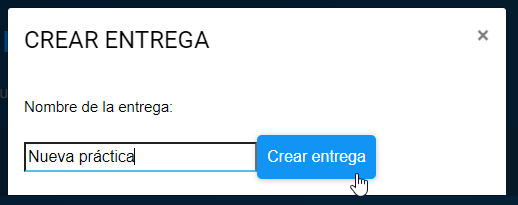 CREAR ENTREGA
×
Nombre de la entrega:
Nueva práctica
Crear entrega